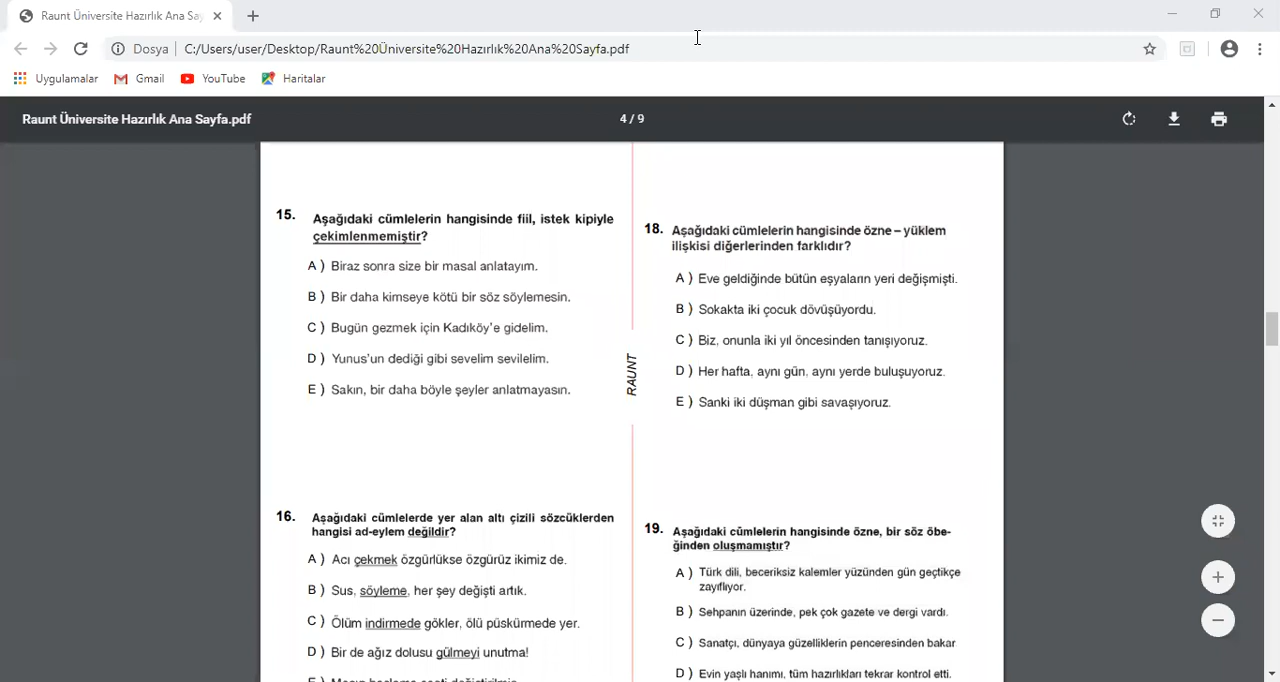 Raunt Üniversite Hazırlık Ana Say
Dosya
C:/Users/user/Desktop/Raunt%20Üniversite%20Hazırlık%20Ana%20Sayfa.pdf
Uygulamalar
Gmail
YouTube
Haritalar
Raunt Üniversite Hazırlık Ana Sayfa.pdf
4 / 9
15. Aşağıdaki cümlelerin hangisinde fiil, istek kipiyle
çekimlenmemiştir?
A ) Biraz sonra size bir masal anlatayım.
B ) Bir daha kimseye kötü bir söz söylemesin.
C ) Bugün gezmek için Kadıköy'e gidelim.
D ) Yunus'un dediği gibi sevelim sevilelim.
E ) Sakın, bir daha böyle şeyler anlatmayasın.
16. Aşağıdaki cümlelerde yer alan altı çizili sözcüklerden
hangisi ad-eylem değildir?
A ) Acı çekmek özgürlükse özgürüz ikimiz de.
B ) Sus, söyleme, her şey değişti artık.
C ) Ölüm indirmede gökler, ölü püskürmede yer.
D ) Bir de ağız dolusu gülmeyi unutma!
RAUNT
18. Aşağıdaki cümlelerin hangisinde özne – yüklem
ilişkisi diğerlerinden farklıdır?
A ) Eve geldiğinde bütün eşyaların yeri değişmişti.
B ) Sokakta iki çocuk dövüşüyordu.
C ) Biz, onunla iki yıl öncesinden tanışıyoruz.
D ) Her hafta, aynı gün, aynı yerde buluşuyoruz.
E ) Sanki iki düşman gibi savaşıyoruz.
19. Aşağıdaki cümlelerin hangisinde özne, bir söz öbe-
ğinden oluşmamıştır?
A ) Türk dili, beceriksiz kalemler yüzünden gün geçtikçe
zayıflıyor.
B ) Sehpanın üzerinde, pek çok gazete ve dergi vardı.
C ) Sanatçı, dünyaya güzelliklerin penceresinden bakar
D ) Evin yaşlı hanımı, tüm hazırlıkları tekrar kontrol etti.